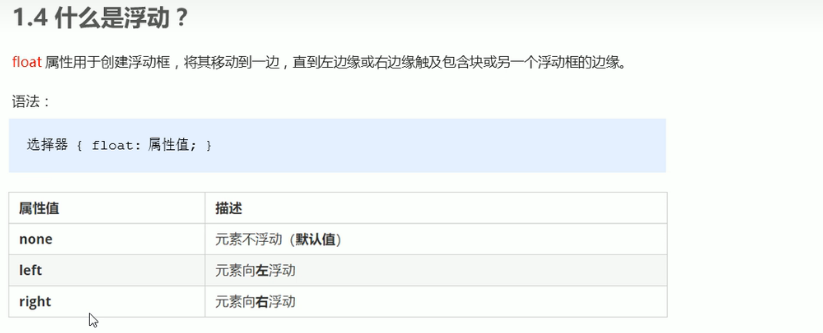 1.4 什么是浮动？
float 属性用于创建浮动框，将其移动到一边，直到左边缘或右边缘触及包含块或另一个浮动框的边缘。
语法：
选择器 { float: 属性值; }
属性值 描述
none 元素不浮动（默认值）
left 元素向左浮动
right 元素向右浮动